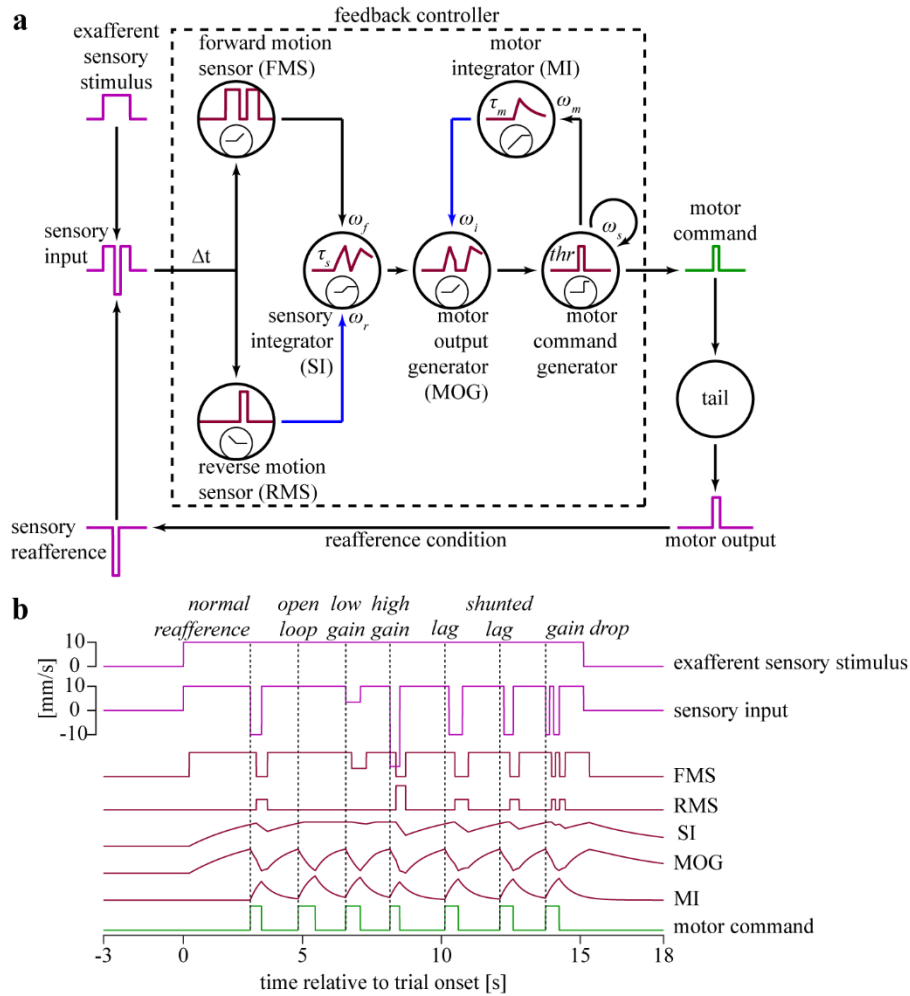 a
feedback controller
exafferent
sensory
stimulus
forward motion
sensor (FMS)
motor
integrator (MI)
τm
ωm
sensory
input
Δt
ωf
ωi
ωs
τs
thr
motor
command
sensory
integrator
(SI)
ωr
motor
output
generator
(MOG)
motor
command
generator
tail
reverse motion
sensor (RMS)
sensory
reafference
reafference condition
motor output
b
normal
reafference
open
loop
low
gain
high
gain
lag
shunted
lag
gain drop
[mm/s]
10
0
exafferent sensory stimulus
10
0
-10
sensory input
FMS
RMS
SI
MOG
MI
motor command
-3 0 5 10 15 18
time relative to trial onset [s]